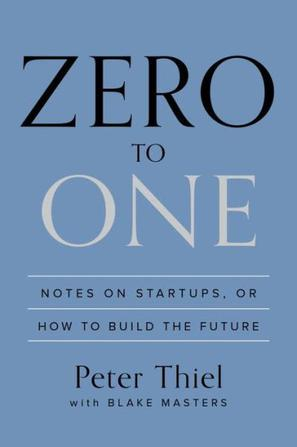 ZERO
TO
ONE
NOTES ON STARTUPS, OR
HOW TO BUILD THE FUTURE
Peter Thiel
with BLAKE MASTERS